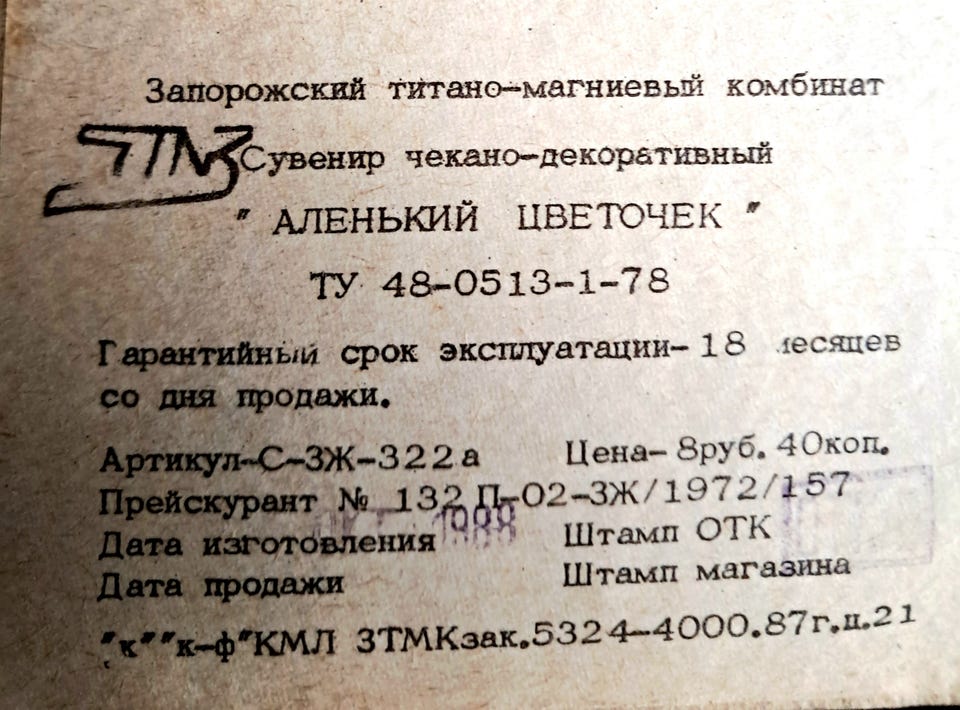 Запорожский титано-магниевый комбинат
Сувенир чекано-декоративный
" АЛЕНЬКИЙ ЦВЕТОЧЕК "
ТУ 48-0513-1-78
Гарантийный срок эксплуатации- 18 месяцев
со дня продажи.
Артикул-С-ЗЖ-322а Цена- 8руб. 40коп.
Прейскурант № 132 П-02-ЗЖ/1972/157
1988
Дата изготовления Штамп ОТК
Дата продажи Штамп магазина
"к""к-ф"КМЛ ЗТМКзак.5324-4000.87г.ц.21